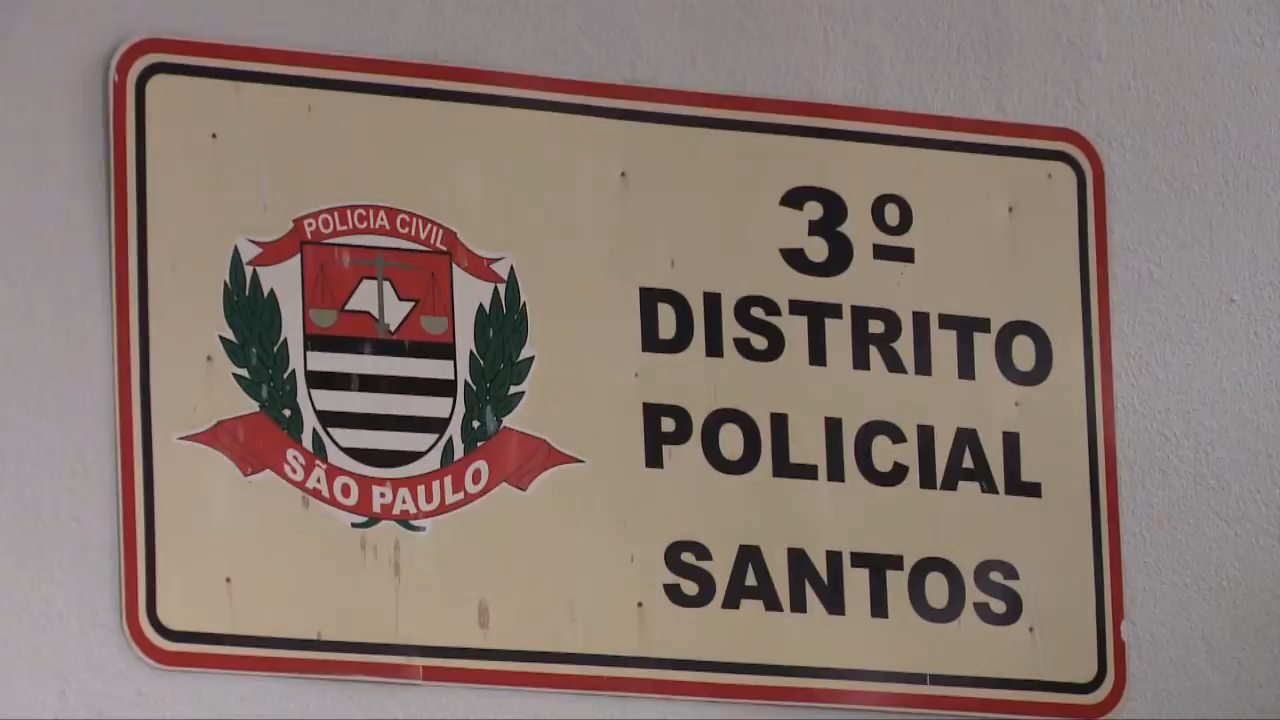 POLICIA CIVIL
SÃO PAULO
3º
DISTRITO
POLICIAL
SANTOS